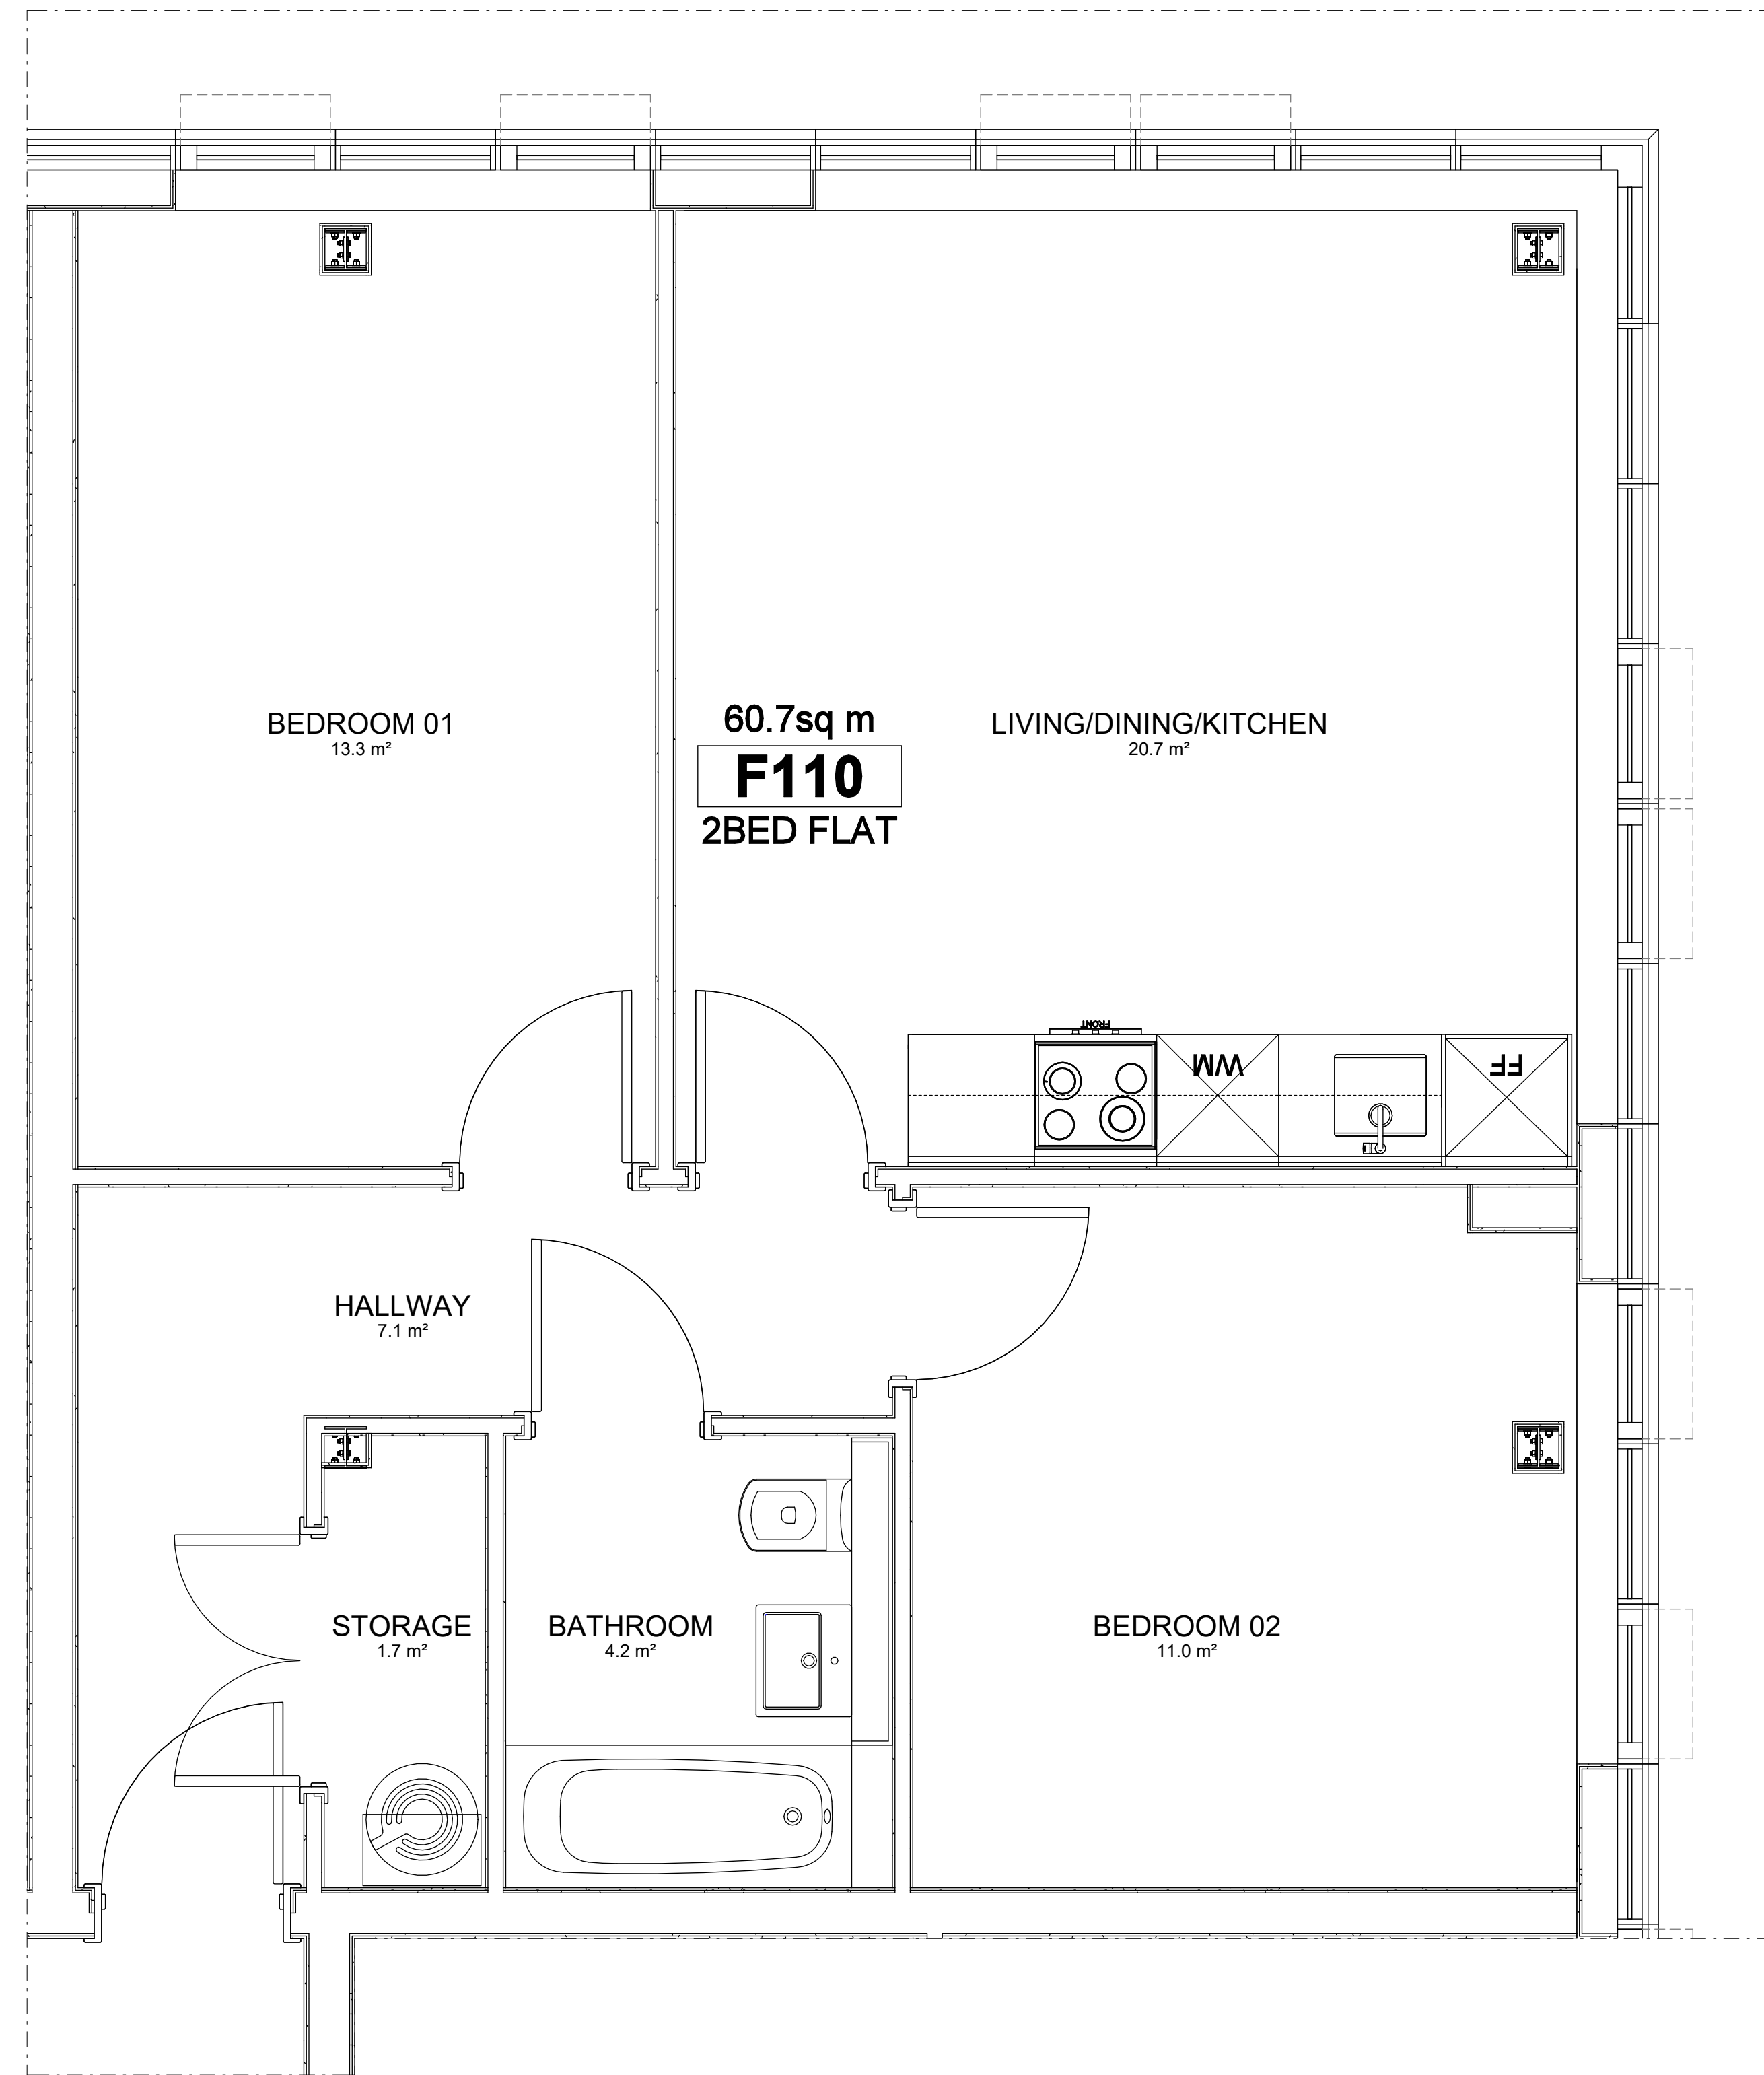 BEDROOM 01
13.3 m²
60.7sq m
F110
2BED FLAT
LIVING/DINING/KITCHEN
20.7 m²
FRONT
WM
FF
HALLWAY
7.1 m²
STORAGE
1.7 m²
BATHROOM
4.2 m²
BEDROOM 02
11.0 m²